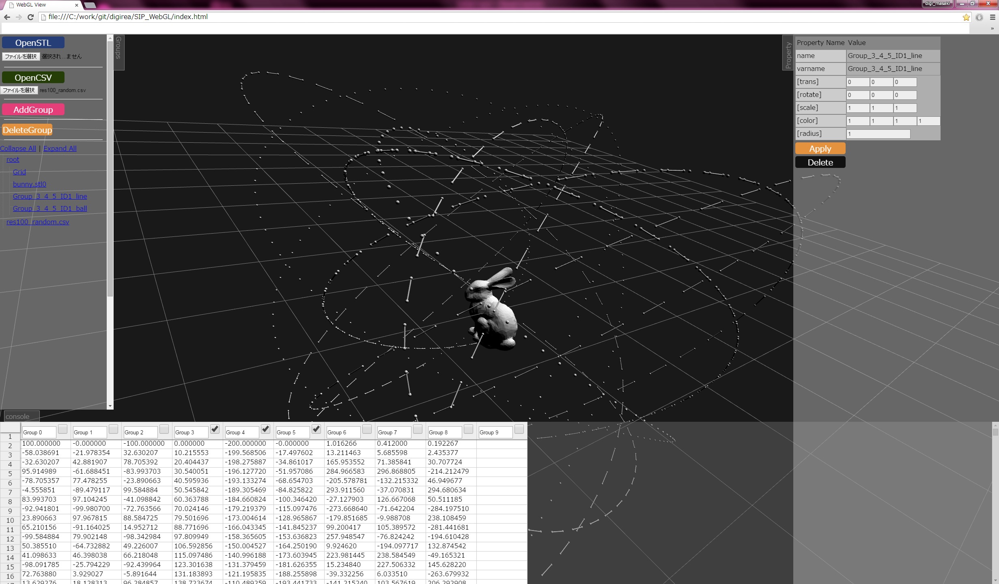 WebGL View
digi_masaki
file:///C:/work/git/digirea/SIP_WebGL/index.html
OpenSTL
ファイルを選択 選択され...ません
OpenCSV
ファイルを選択 res100_random.csv
AddGroup
DeleteGroup
Collapse All | Expand All
root
Grid
bunny.stl0
Group_3_4_5_ID1_line
Group_3_4_5_ID1_ball
res100_random.csv
Groups
Property
Property Name Value
name Group_3_4_5_ID1_line
varname Group_3_4_5_ID1_line
[trans] 0 0 0
[rotate] 0 0 0
[scale] 1 1 1
[color] 1 1 1 1
[radius] 1
Apply
Delete
console
Group 0 Group 1 Group 2 Group 3 Group 4 Group 5 Group 6 Group 7 Group 8 Group 9
1
2 100.000000 -0.000000 -100.000000 0.000000 -200.000000 -0.000000 1.016266 0.412000 0.192267
3 -58.038691 -21.978354 32.630207 10.215553 -199.568506 -17.497602 13.211463 5.685598 2.435377
4 -32.630207 42.881907 78.705392 20.404437 -198.275887 -34.861017 165.953552 71.385841 30.707724
5 95.914989 -61.688451 -83.993703 30.540051 -196.127720 -51.957086 284.966583 296.868805 -214.212479
6 -78.705357 77.478255 -23.890663 40.595936 -193.133274 -68.654703 -205.578781 -132.215332 46.949677
7 -4.555851 -89.479117 99.584884 50.545842 -189.305469 -84.825822 293.911560 -37.070831 294.680634
8 83.993703 97.104245 -41.098842 60.363788 -184.660824 -100.346420 -27.127903 126.667068 50.511185
9 -92.941801 -99.980700 -72.763566 70.024146 -179.219379 -115.097476 -273.668640 -71.642204 -284.197510
10 23.890663 97.967815 88.584725 79.501696 -173.004614 -128.965867 -179.851685 -9.988708 238.108459
11 65.210156 -91.164025 14.952712 88.771696 -166.043345 -141.845237 99.200417 105.389572 -281.441681
12 -99.584884 79.902148 -98.342984 97.809949 -158.365605 -153.636823 257.948547 -76.824242 -194.610428
13 50.385510 -64.732882 49.226007 106.592856 -150.004527 -164.250190 9.924620 -194.097717 132.874542
14 41.098633 46.398038 66.218048 115.097486 -140.996188 -173.603945 223.981445 238.584549 -49.165321
15 -98.091785 -25.794229 -92.439964 123.301638 -131.379459 -181.626355 15.234840 227.506332 145.628220
16 72.763880 3.929027 -5.891644 131.183893 -121.195835 -188.255898 -39.332256 6.033510 -263.679932
17 13.629276 18.128313 96.284857 138.723674 -110.489259 -193.441733 -141.215240 103.567619 206.292908